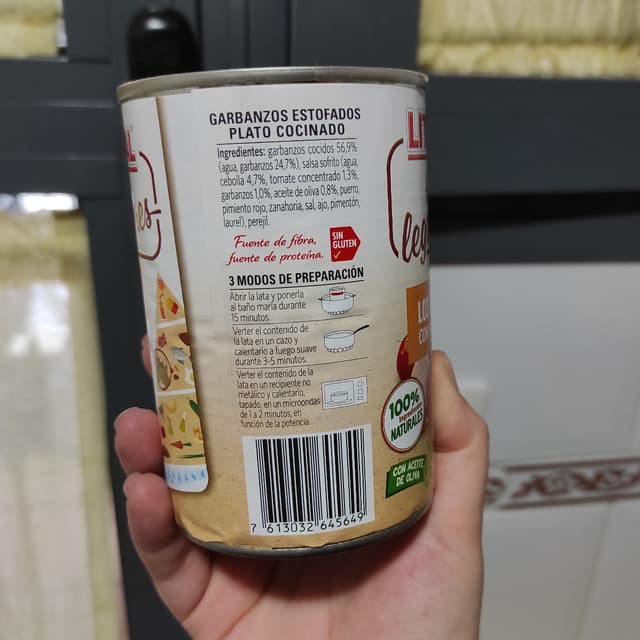 GARBANZOS ESTOFADOS
PLATO COCINADO
Ingredientes: garbanzos cocidos 56,9%
(agua, garbanzos 24,7%), salsa sofrito (agua,
cebolla 4,7%, tomate concentrado 1,3%,
garbanzos 1,0%, aceite de oliva 0,8%, puerro,
pimiento rojo, zanahoria, sal, ajo, pimentón,
laurel), perejil.
Fuente de fibra,
fuente de proteína.
SIN
GLUTEN
3 MODOS DE PREPARACIÓN
Abrir la lata y ponerla
al baño maría durante
15 minutos.
Verter el contenido de
la lata en un cazo y
calentarlo a fuego suave
durante 3-5 minutos.
Verter el contenido de la
lata en un recipiente no
metálico y calentarlo,
tapado, en un microondas
de 1 a 2 minutos, en
función de la potencia.
7 613032 645649
LIT
leg
LO
CO
100%
Ingredientes
NATURALES
CON ACEITE
DE OLIVA